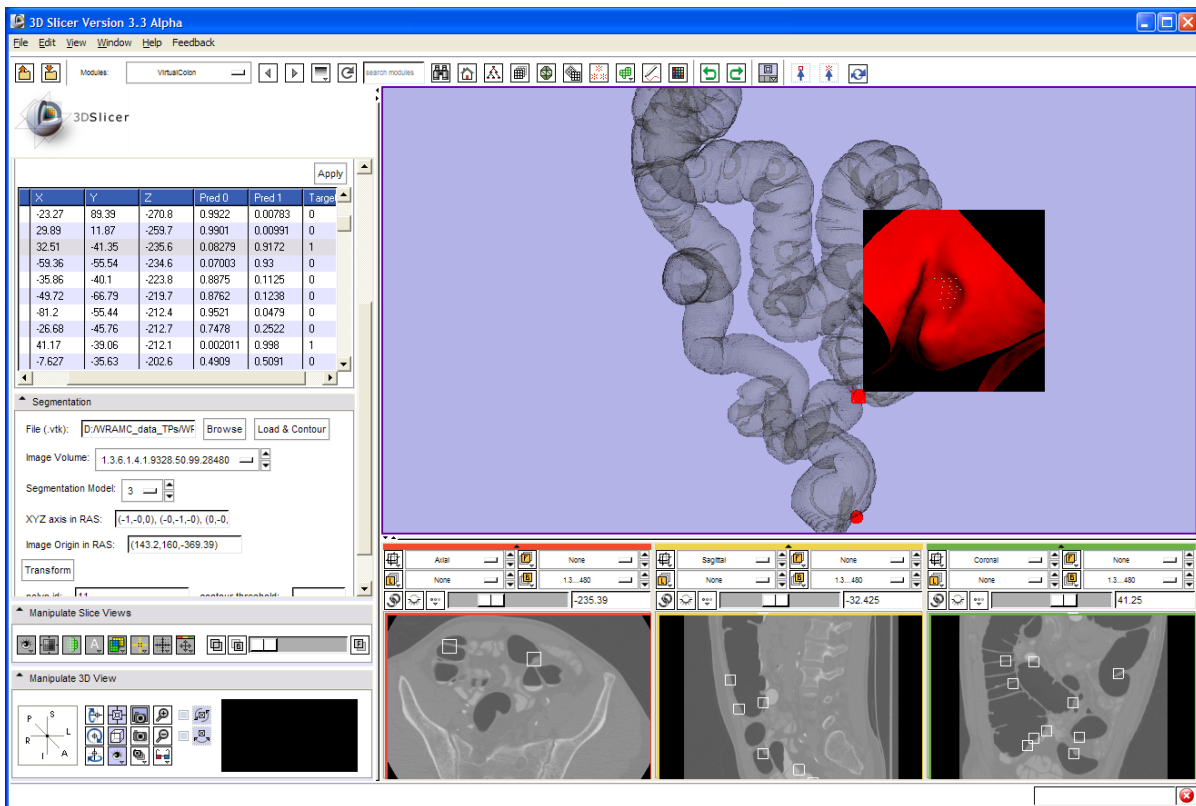 3D Slicer Version 3.3 Alpha
File Edit View Window Help Feedback
Modules: VirtualColon search modules
3DSlicer
Apply
X Y Z Pred 0 Pred 1 Targe
-23.27 89.39 -270.8 0.9922 0.00783 0
29.89 11.87 -259.7 0.9901 0.00991 0
32.51 -41.35 -235.6 0.08279 0.9172 1
-59.36 -55.54 -234.6 0.07003 0.93 0
-35.86 -40.1 -223.8 0.8875 0.1125 0
-49.72 -66.79 -219.7 0.8762 0.1238 0
-81.2 -55.44 -212.4 0.9521 0.0479 0
-26.68 -45.76 -212.7 0.7478 0.2522 0
41.17 -39.06 -212.1 0.002011 0.998 1
-7.627 -35.63 -202.6 0.4909 0.5091 0
Segmentation
File (.vtk): D:/WRAMC_data_TPs/WF Browse Load & Contour
Image Volume: 1.3.6.1.4.1.9328.50.99.28480
Segmentation Model: 3
XYZ axis in RAS: (-1,-0,0), (-0,-1,-0), (0,-0,
Image Origin in RAS: (143.2,160,-369.39)
Transform
polyp id: 11 contour threshold:
Manipulate Slice Views
Manipulate 3D View
P S
R L
I A
Axial None
None 1.3...480
-235.39
Sagittal None
None 1.3...480
-32.425
Coronal None
None 1.3...480
41.25